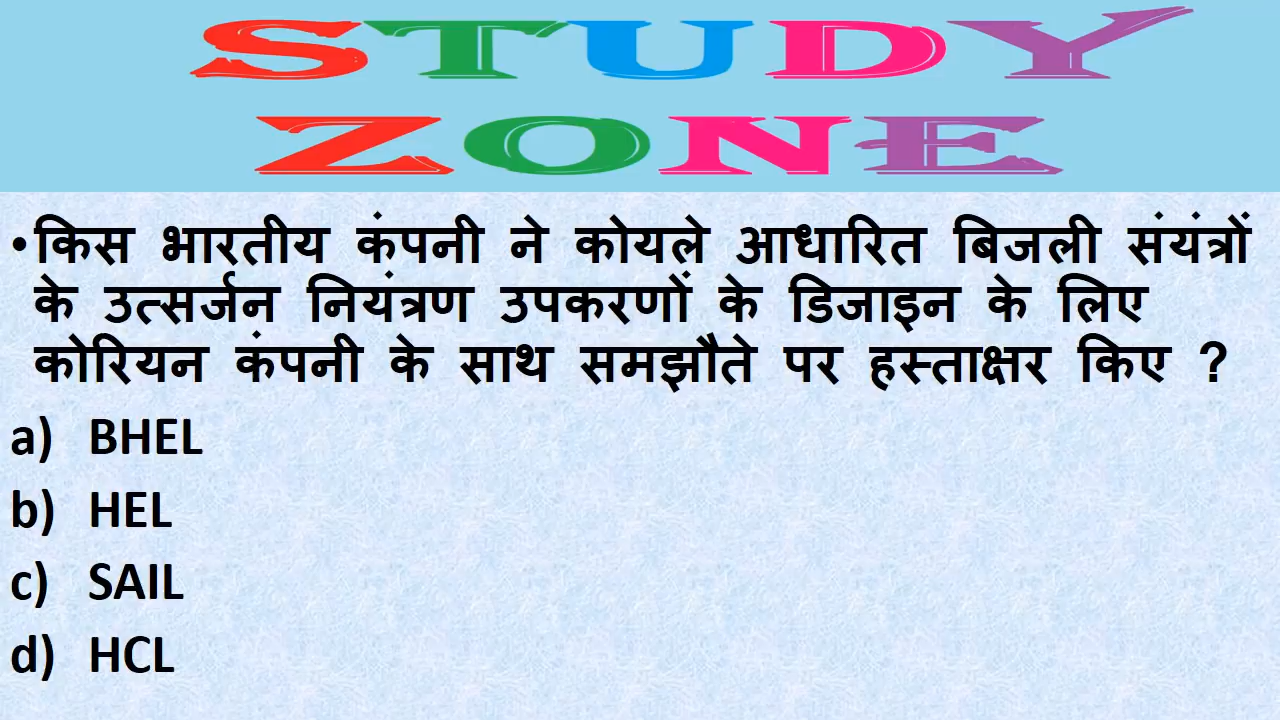 STUDY
ZONE
•किस भारतीय कंपनी ने कोयले आधारित बिजली संयंत्रों
के उत्सर्जन नियंत्रण उपकरणों के डिजाइन के लिए
कोरियन कंपनी के साथ समझौते पर हस्ताक्षर किए ?
a) BHEL
b) HEL
c) SAIL
d) HCL